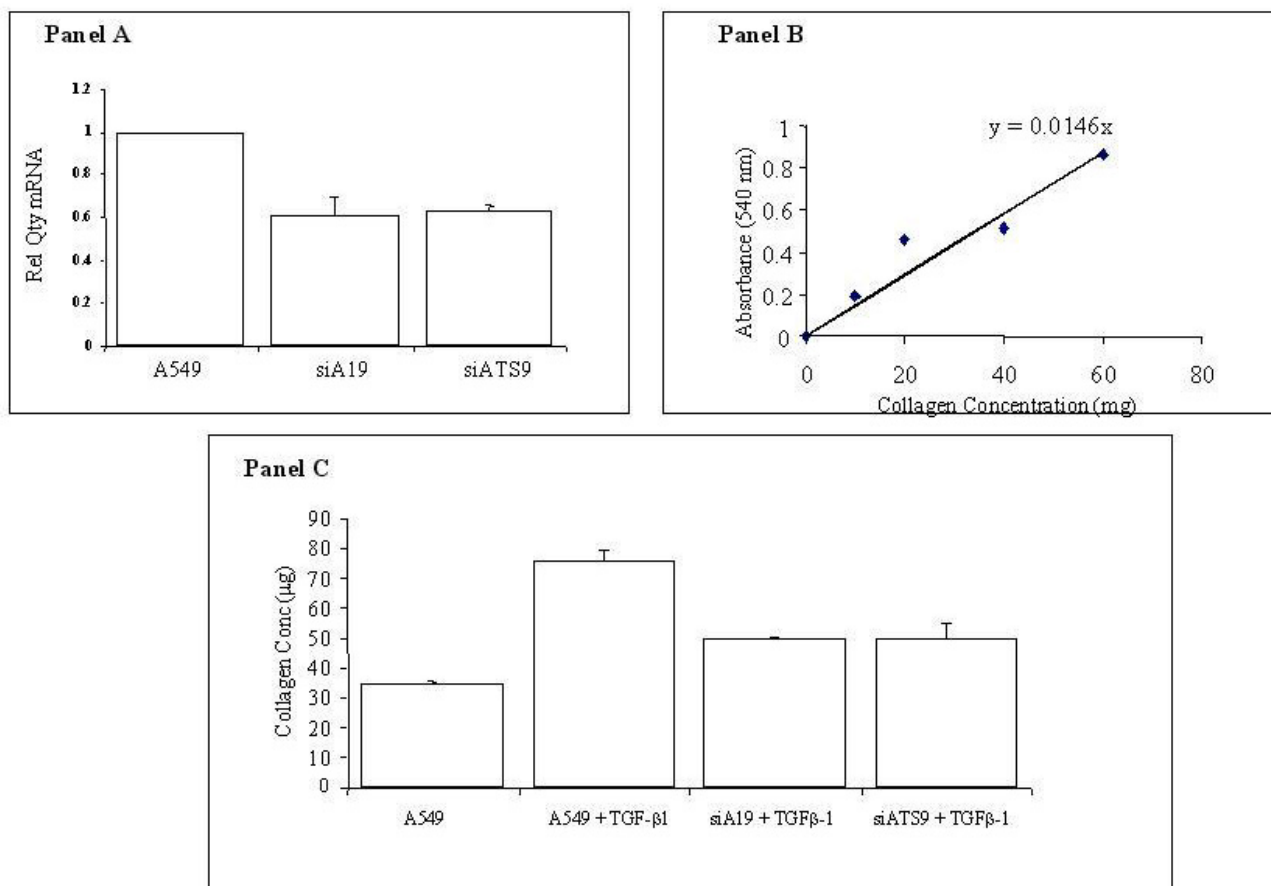 Panel A
1.2
1
0.8
0.6
0.4
0.2
0
Rel Qty mRNA
A549 siA19 siATS9
Panel B
y = 0.0146x
1
0.8
0.6
0.4
0.2
0
Absorbance (540 nm)
0 20 40 60 80
Collagen Concentration (mg)
Panel C
90
80
70
60
50
40
30
20
10
0
Collagen Conc (µg)
A549 A549 + TGF-β1 siA19 + TGFβ-1 siATS9 + TGFβ-1